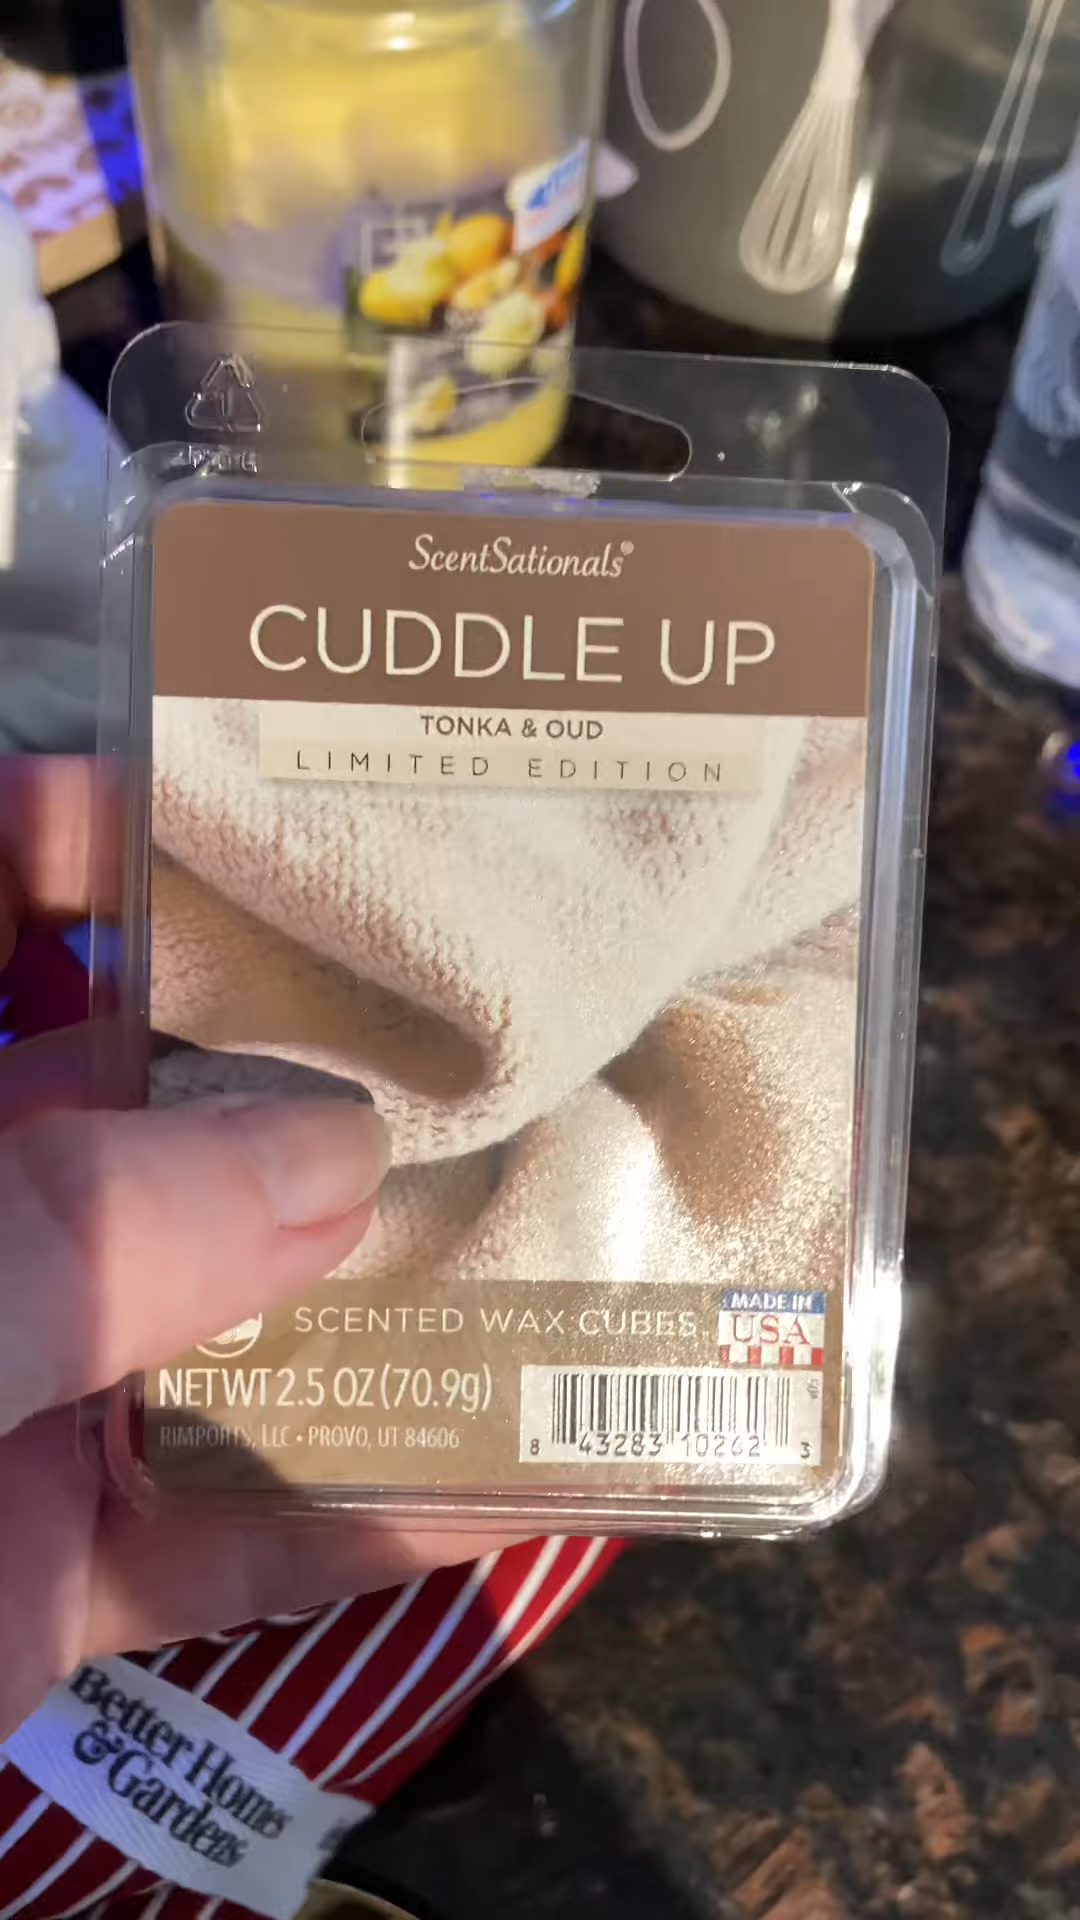 1
ScentSationals®
CUDDLE UP
TONKA & OUD
LIMITED EDITION
SCENTED WAX CUBES
MADE IN
USA
NET WT 2.5 OZ (70.9g)
RIMPORTS, LLC • PROVO, UT 84606
8 43283 10262 3
Better Homes
& Gardens